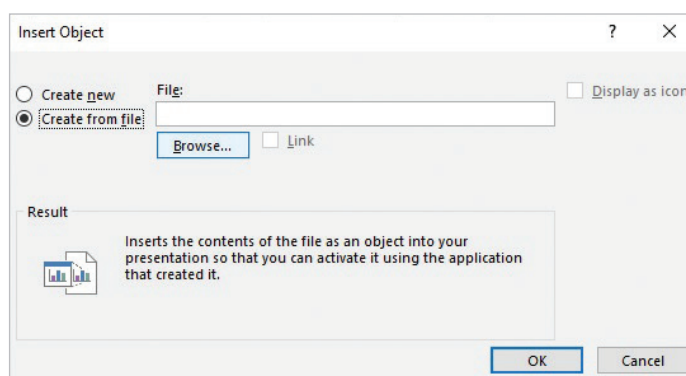 Insert Object
?
Create new
File:
Display as icon
Create from file
Browse...
Link
Result
Inserts the contents of the file as an object into your
presentation so that you can activate it using the application
that created it.
OK
Cancel